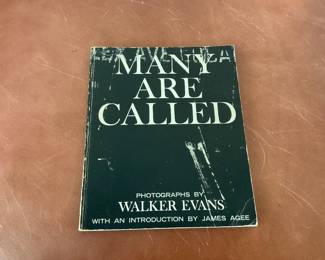 MANY
ARE
CALLED
PHOTOGRAPHS BY
WALKER EVANS
WITH AN INTRODUCTION BY JAMES AGEE